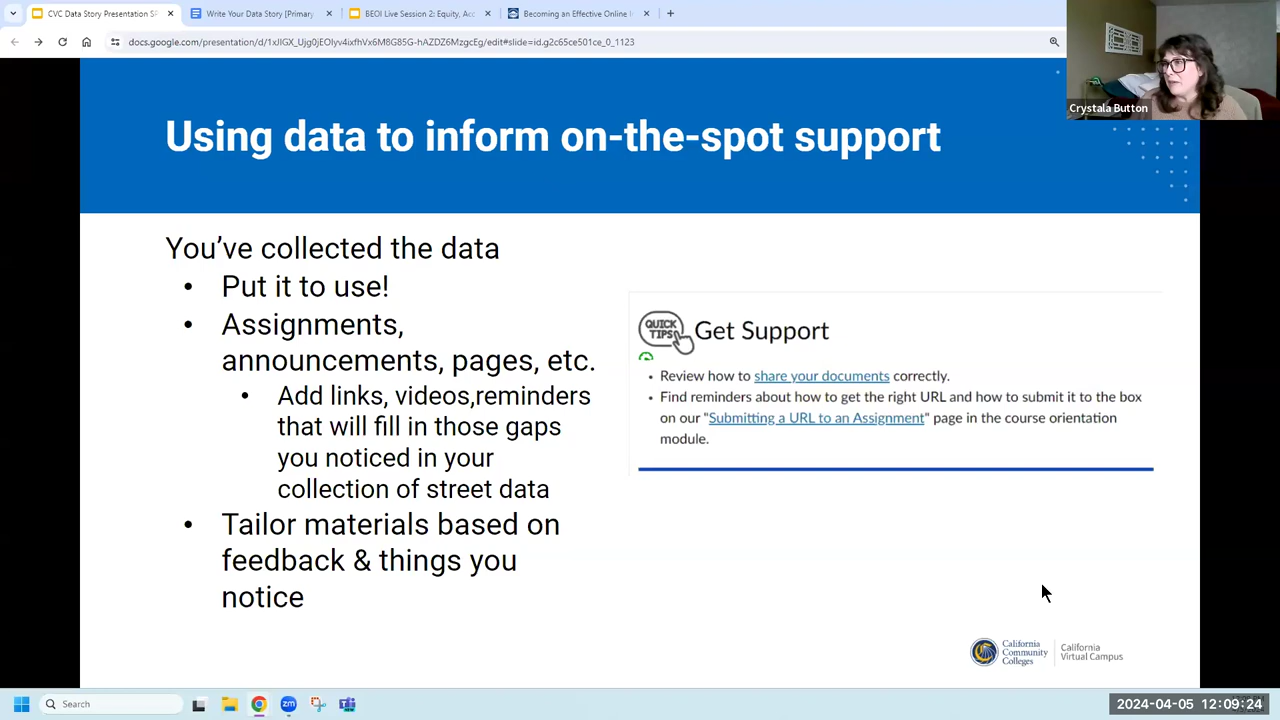 CVC Data Story Presentation SP
Write Your Data Story [Primary
BEOI Live Session 2: Equity, Acc
Becoming an Effective Online I
docs.google.com/presentation/d/1xJIGX_Ujg0jEOIyv4ixfhVx6M8G85G-hAZDZ6MzgcEg/edit#slide=id.g2c65ce501ce_0_1123
Crystala Button
Using data to inform on-the-spot support
You’ve collected the data
• Put it to use!
• Assignments,
announcements, pages, etc.
• Add links, videos,reminders
that will fill in those gaps
you noticed in your
collection of street data
• Tailor materials based on
feedback & things you
notice
QUICK
TIPS
Get Support
• Review how to share your documents correctly.
• Find reminders about how to get the right URL and how to submit it to the box
on our "Submitting a URL to an Assignment" page in the course orientation
module.
California
Community
Colleges
California
Virtual Campus
Search
zm
2024-04-05 12:09:24